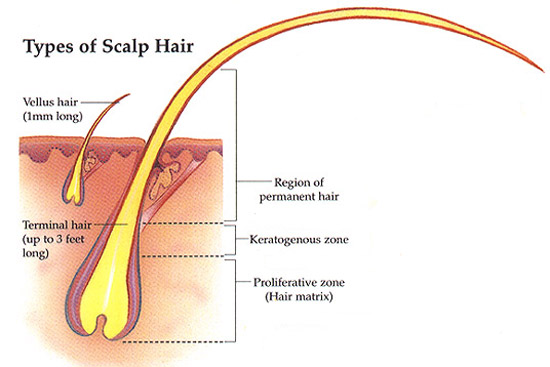 Types of Scalp Hair
Vellus hair
(1mm long)
Region of
permanent hair
Terminal hair
(up to 3 feet
long)
Keratogenous zone
Proliferative zone
(Hair matrix)